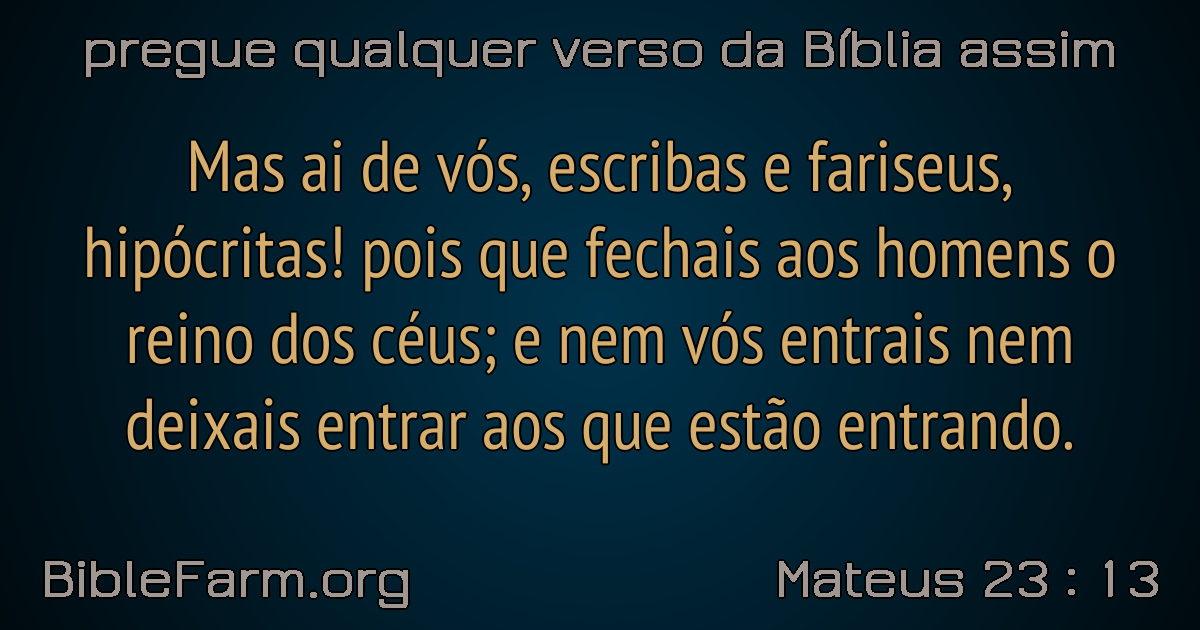 pregue qualquer verso da Bíblia assim
Mas ai de vós, escribas e fariseus,
hipócritas! pois que fechais aos homens o
reino dos céus; e nem vós entrais nem
deixais entrar aos que estão entrando.
BibleFarm.org
Mateus 23 : 13